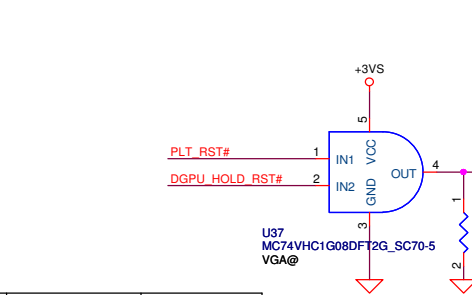 +3VS
5
PLT_RST#
1
IN1
VCC
OUT
4
DGPU_HOLD_RST#
2
IN2
GND
1
3
U37
MC74VHC1G08DFT2G_SC70-5
VGA@
2